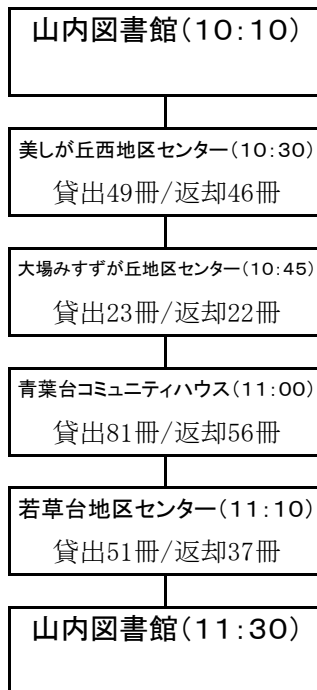 山内図書館(10:10)
美しが丘西地区センター(10:30)
貸出49冊/返却46冊
大場みすずが丘地区センター(10:45)
貸出23冊/返却22冊
青葉台コミュニティハウス(11:00)
貸出81冊/返却56冊
若草台地区センター(11:10)
貸出51冊/返却37冊
山内図書館(11:30)